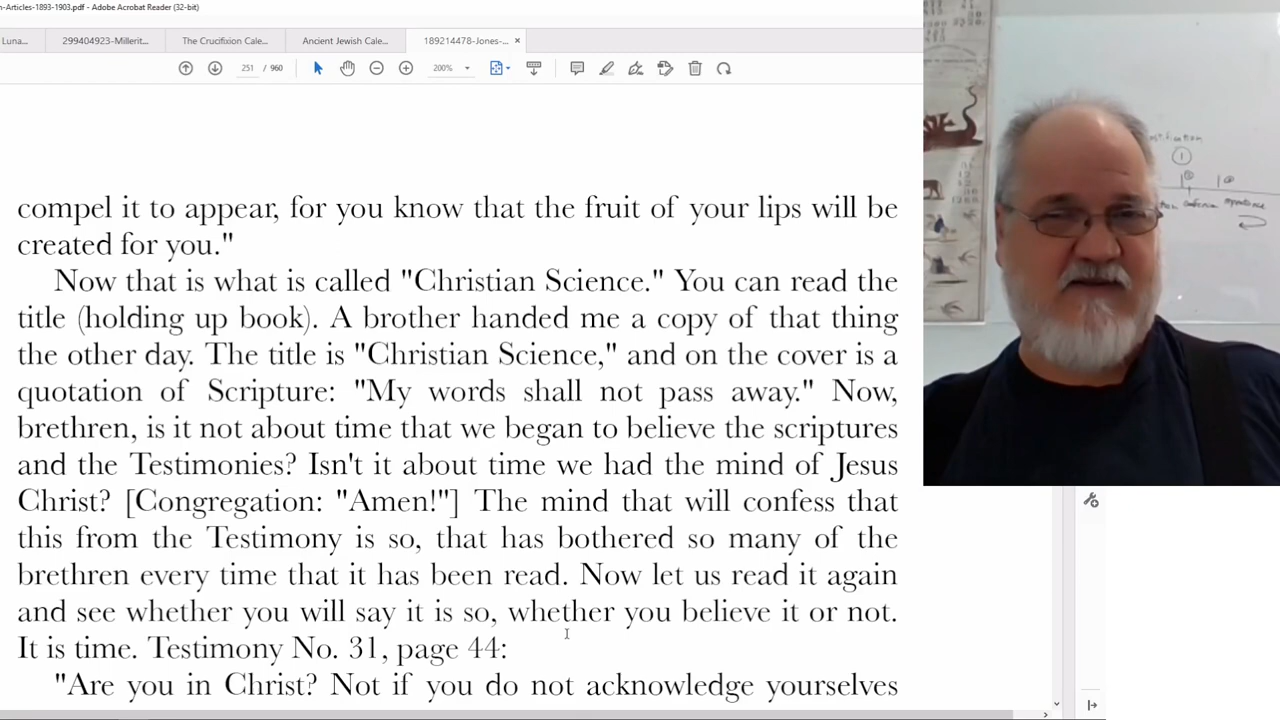 n-Articles-1893-1903.pdf - Adobe Acrobat Reader (32-bit)
Luna...
299404923-Millerit...
The Crucifixion Cale...
Ancient Jewish Cale...
189214478-Jones-...
251 / 960
200%
compel it to appear, for you know that the fruit of your lips will be
created for you."
Now that is what is called "Christian Science." You can read the
title (holding up book). A brother handed me a copy of that thing
the other day. The title is "Christian Science," and on the cover is a
quotation of Scripture: "My words shall not pass away." Now,
brethren, is it not about time that we began to believe the scriptures
and the Testimonies? Isn't it about time we had the mind of Jesus
Christ? [Congregation: "Amen!"] The mind that will confess that
this from the Testimony is so, that has bothered so many of the
brethren every time that it has been read. Now let us read it again
and see whether you will say it is so, whether you believe it or not.
It is time. Testimony No. 31, page 44:
"Are you in Christ? Not if you do not acknowledge yourselves